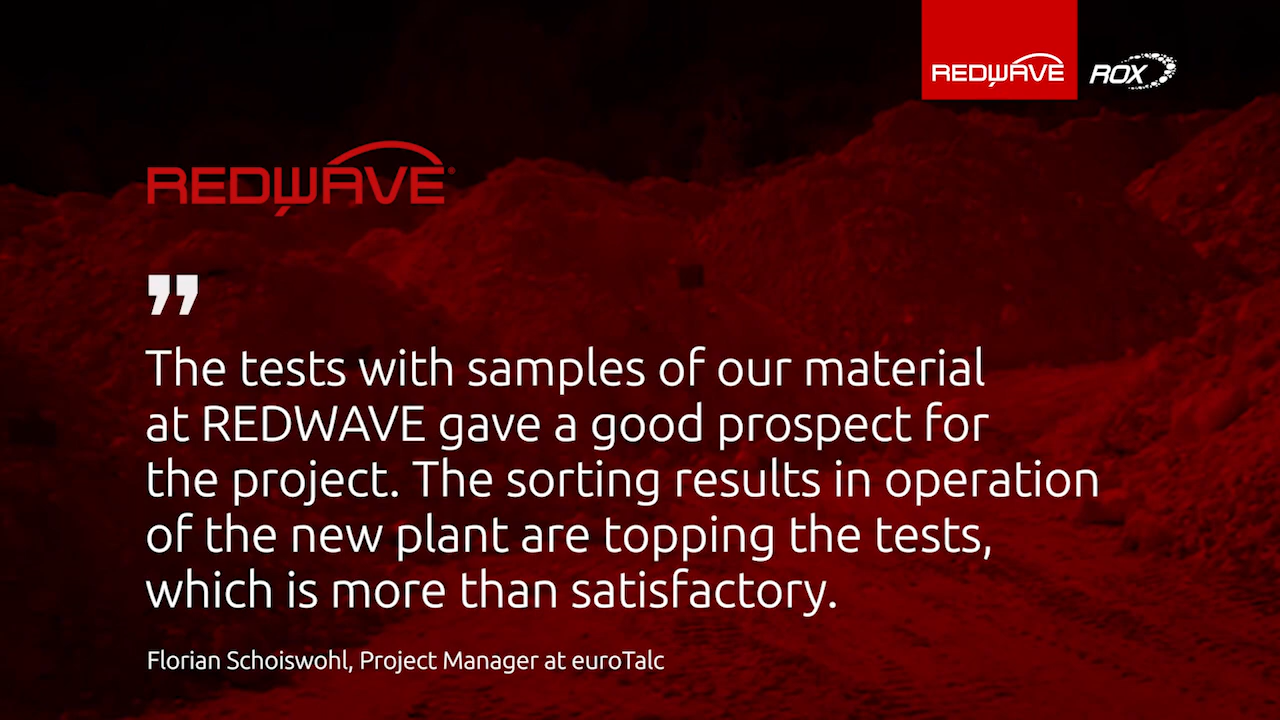 REDWAVE ROX
REDWAVE
”
The tests with samples of our material
at REDWAVE gave a good prospect for
the project. The sorting results in operation
of the new plant are topping the tests,
which is more than satisfactory.
Florian Schoiswohl, Project Manager at euroTalc